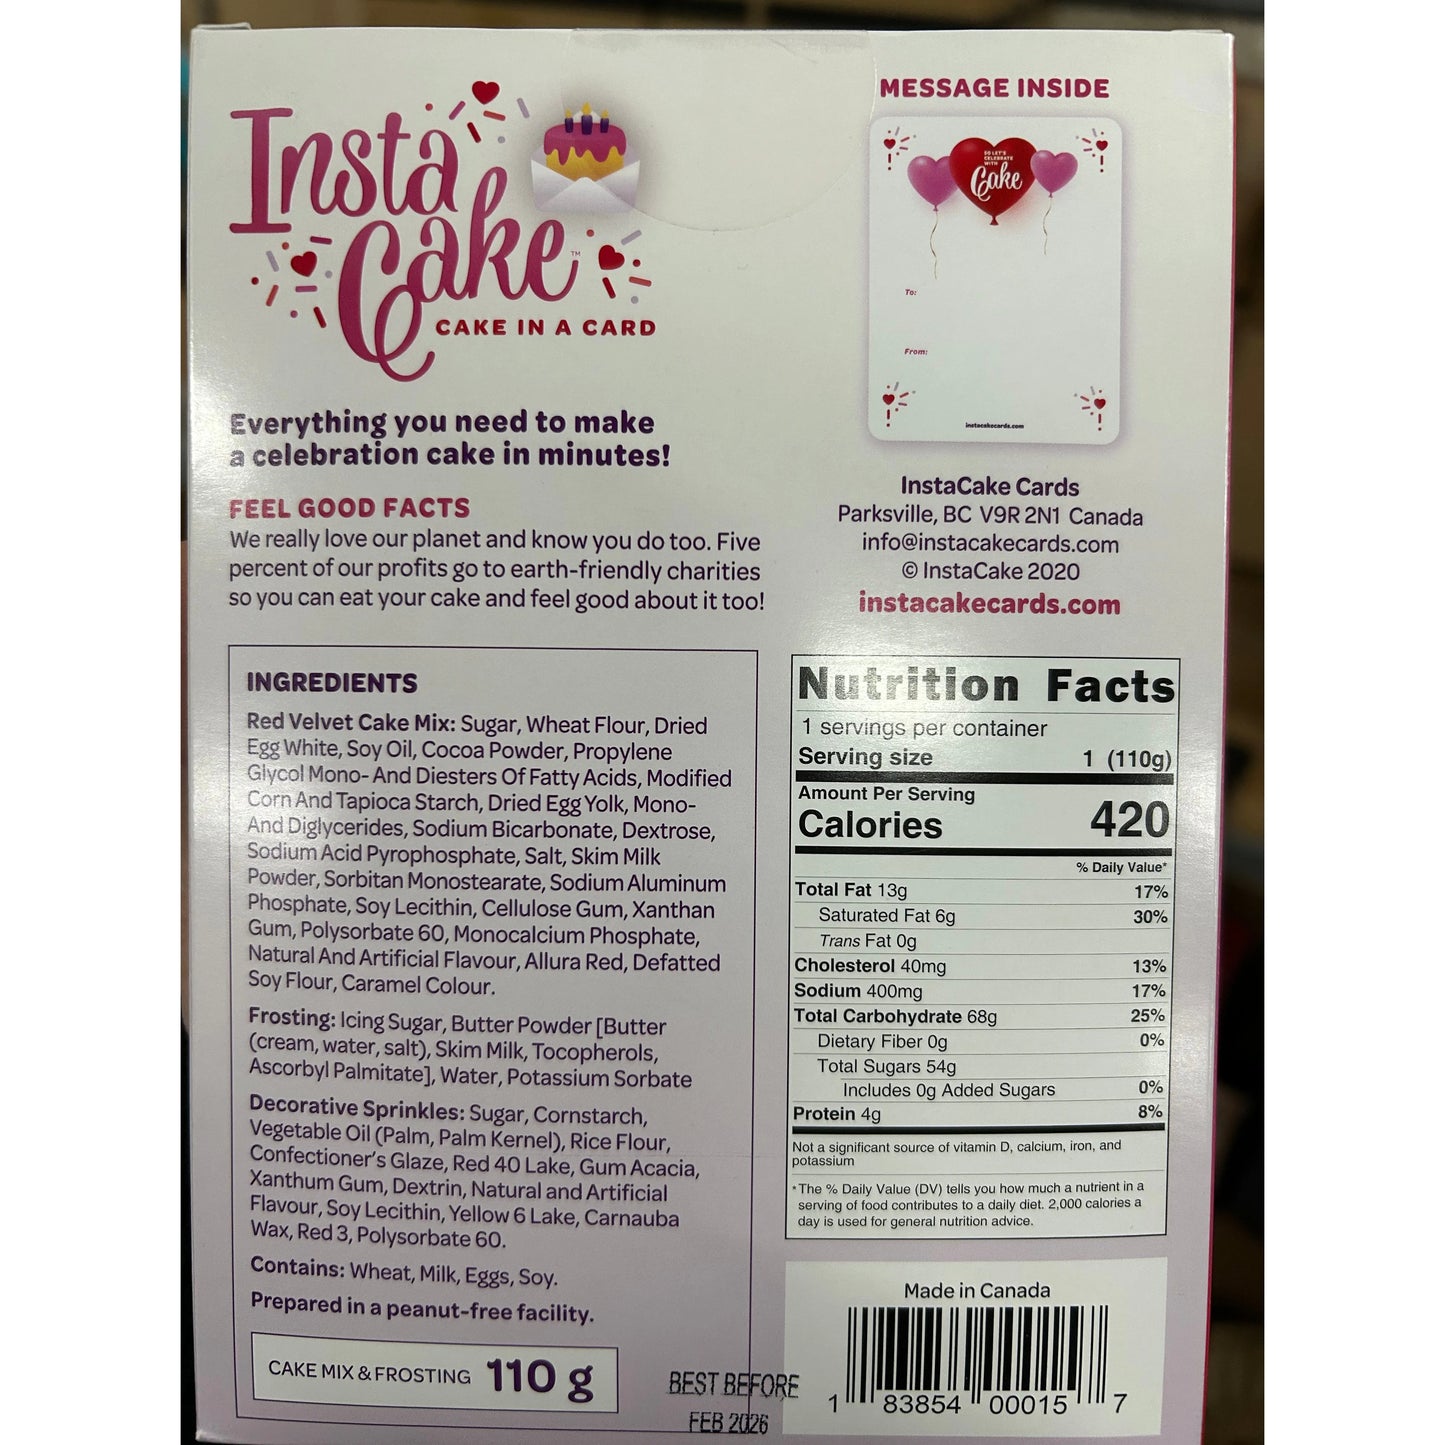 Insta
Cake™
CAKE IN A CARD
Everything you need to make
a celebration cake in minutes!
FEEL GOOD FACTS
We really love our planet and know you do too. Five
percent of our profits go to earth-friendly charities
so you can eat your cake and feel good about it too!
MESSAGE INSIDE
SO LET'S
CELEBRATE
WITH
Cake
To:
From:
instacakecards.com
InstaCake Cards
Parksville, BC V9R 2N1 Canada
info@instacakecards.com
© InstaCake 2020
instacakecards.com
INGREDIENTS
Red Velvet Cake Mix: Sugar, Wheat Flour, Dried
Egg White, Soy Oil, Cocoa Powder, Propylene
Glycol Mono- And Diesters Of Fatty Acids, Modified
Corn And Tapioca Starch, Dried Egg Yolk, Mono-
And Diglycerides, Sodium Bicarbonate, Dextrose,
Sodium Acid Pyrophosphate, Salt, Skim Milk
Powder, Sorbitan Monostearate, Sodium Aluminum
Phosphate, Soy Lecithin, Cellulose Gum, Xanthan
Gum, Polysorbate 60, Monocalcium Phosphate,
Natural And Artificial Flavour, Allura Red, Defatted
Soy Flour, Caramel Colour.
Frosting: Icing Sugar, Butter Powder [Butter
(cream, water, salt), Skim Milk, Tocopherols,
Ascorbyl Palmitate], Water, Potassium Sorbate
Decorative Sprinkles: Sugar, Cornstarch,
Vegetable Oil (Palm, Palm Kernel), Rice Flour,
Confectioner's Glaze, Red 40 Lake, Gum Acacia,
Xanthum Gum, Dextrin, Natural and Artificial
Flavour, Soy Lecithin, Yellow 6 Lake, Carnauba
Wax, Red 3, Polysorbate 60.
Contains: Wheat, Milk, Eggs, Soy.
Prepared in a peanut-free facility.
CAKE MIX & FROSTING 110 g
BEST BEFORE
FEB 2026
Nutrition Facts
1 servings per container
Serving size 1 (110g)
Amount Per Serving
Calories 420
% Daily Value*
Total Fat 13g 17%
Saturated Fat 6g 30%
Trans Fat 0g
Cholesterol 40mg 13%
Sodium 400mg 17%
Total Carbohydrate 68g 25%
Dietary Fiber 0g 0%
Total Sugars 54g
Includes 0g Added Sugars 0%
Protein 4g 8%
Not a significant source of vitamin D, calcium, iron, and
potassium
*The % Daily Value (DV) tells you how much a nutrient in a
serving of food contributes to a daily diet. 2,000 calories a
day is used for general nutrition advice.
Made in Canada
1 83854 00015 7